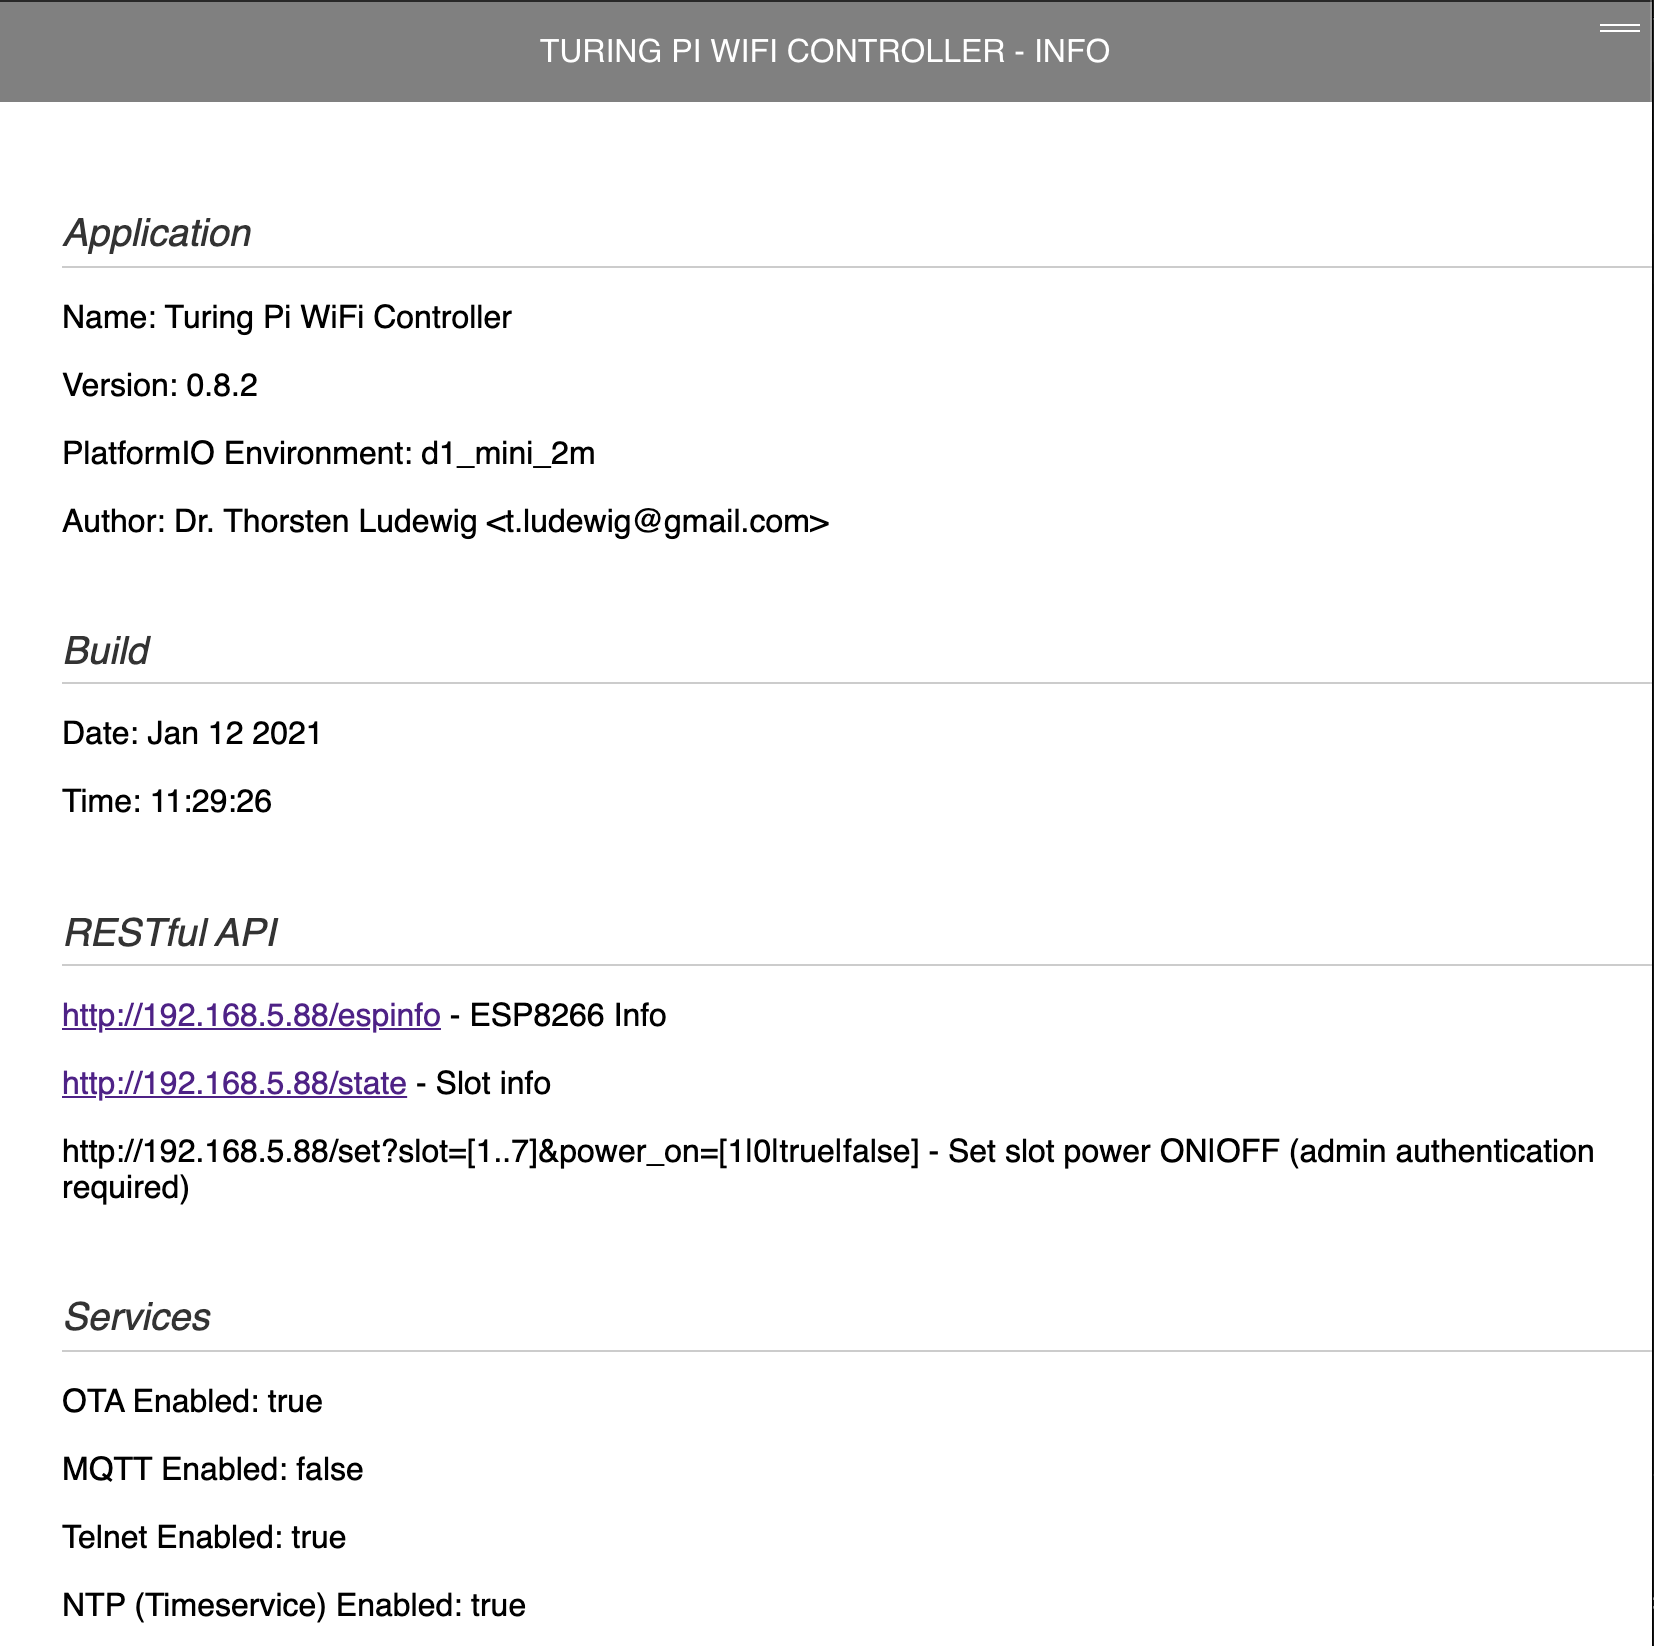 TURING PI WIFI CONTROLLER - INFO
Application
Name: Turing Pi WiFi Controller
Version: 0.8.2
PlatformIO Environment: d1_mini_2m
Author: Dr. Thorsten Ludewig <t.ludewig@gmail.com>
Build
Date: Jan 12 2021
Time: 11:29:26
RESTful API
http://192.168.5.88/espinfo - ESP8266 Info
http://192.168.5.88/state - Slot info
http://192.168.5.88/set?slot=[1..7]&power_on=[1|0|true|false] - Set slot power ON|OFF (admin authentication
required)
Services
OTA Enabled: true
MQTT Enabled: false
Telnet Enabled: true
NTP (Timeservice) Enabled: true